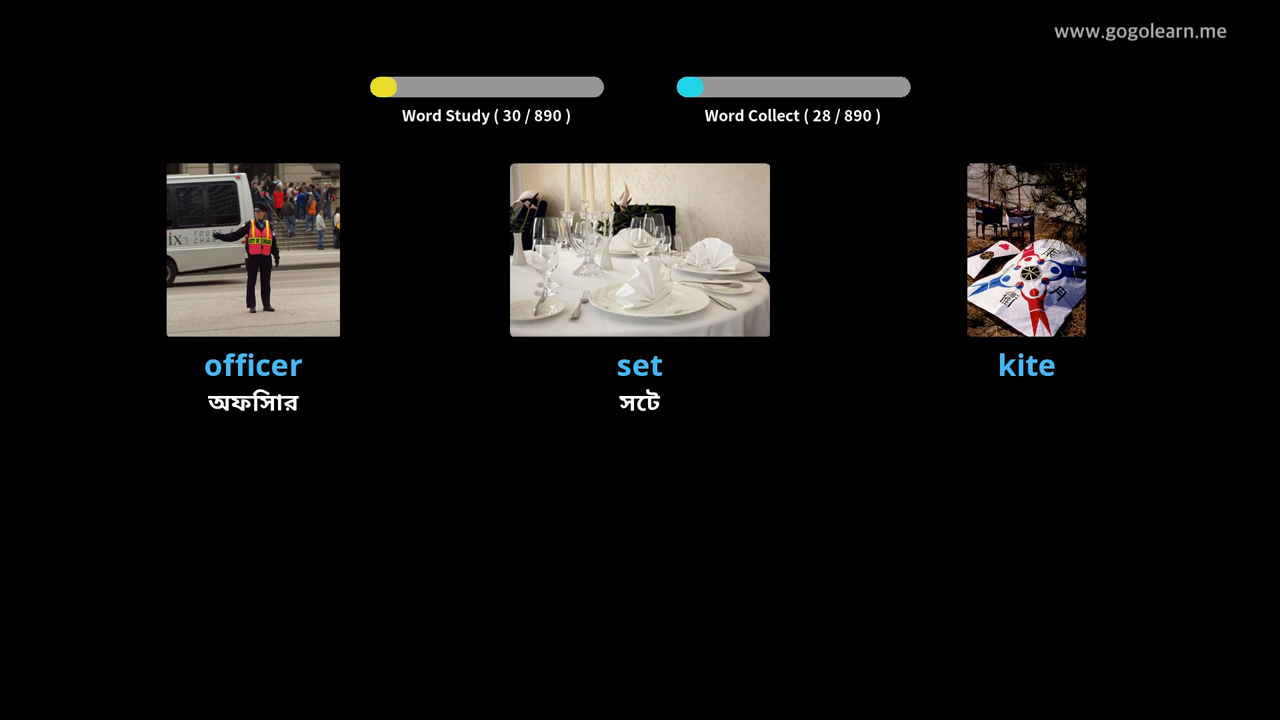 www.gogolearn.me
Word Study ( 30 / 890 )
Word Collect ( 28 / 890 )
officer
set
kite
অফসিার
সটে